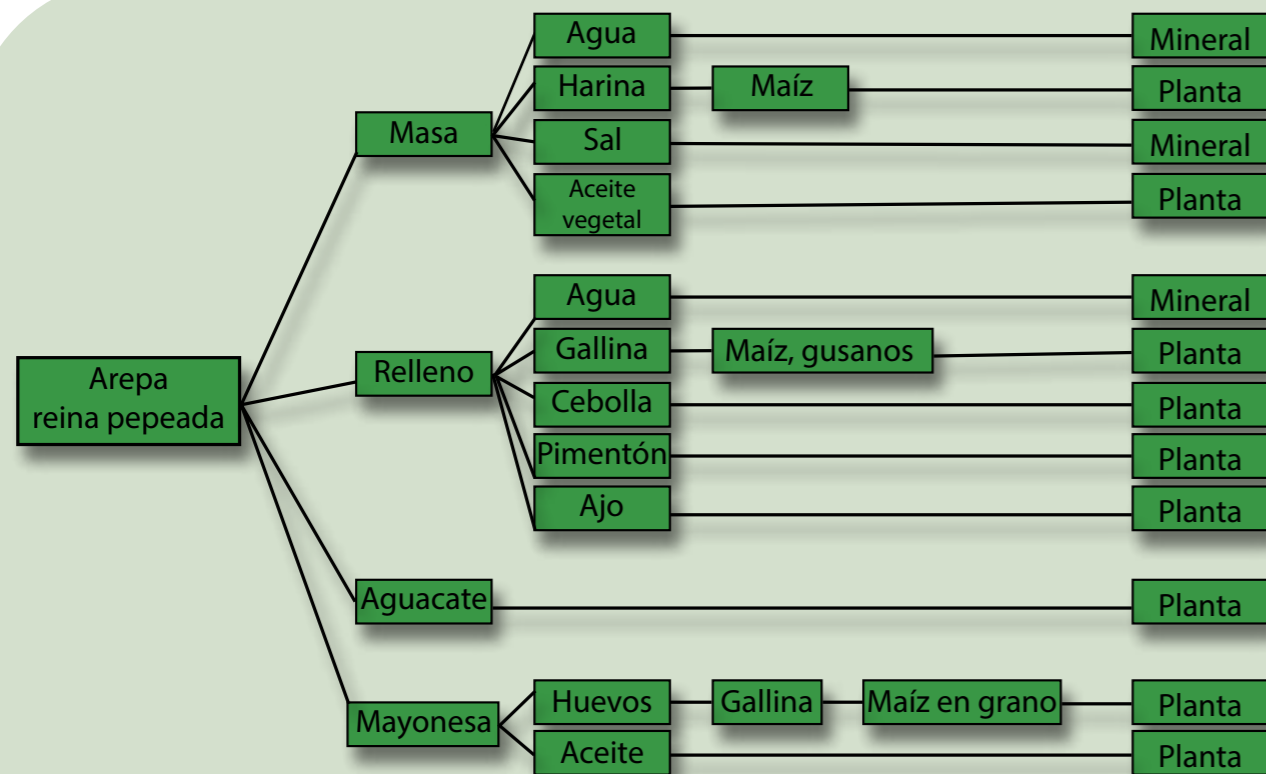 Agua
Mineral
Harina
Maíz
Planta
Masa
Sal
Mineral
Aceite
vegetal
Planta
Agua
Mineral
Gallina
Maíz, gusanos
Planta
Arepa
reina pepeada
Relleno
Cebolla
Planta
Pimentón
Planta
Ajo
Planta
Aguacate
Planta
Huevos
Gallina
Maíz en grano
Planta
Mayonesa
Aceite
Planta